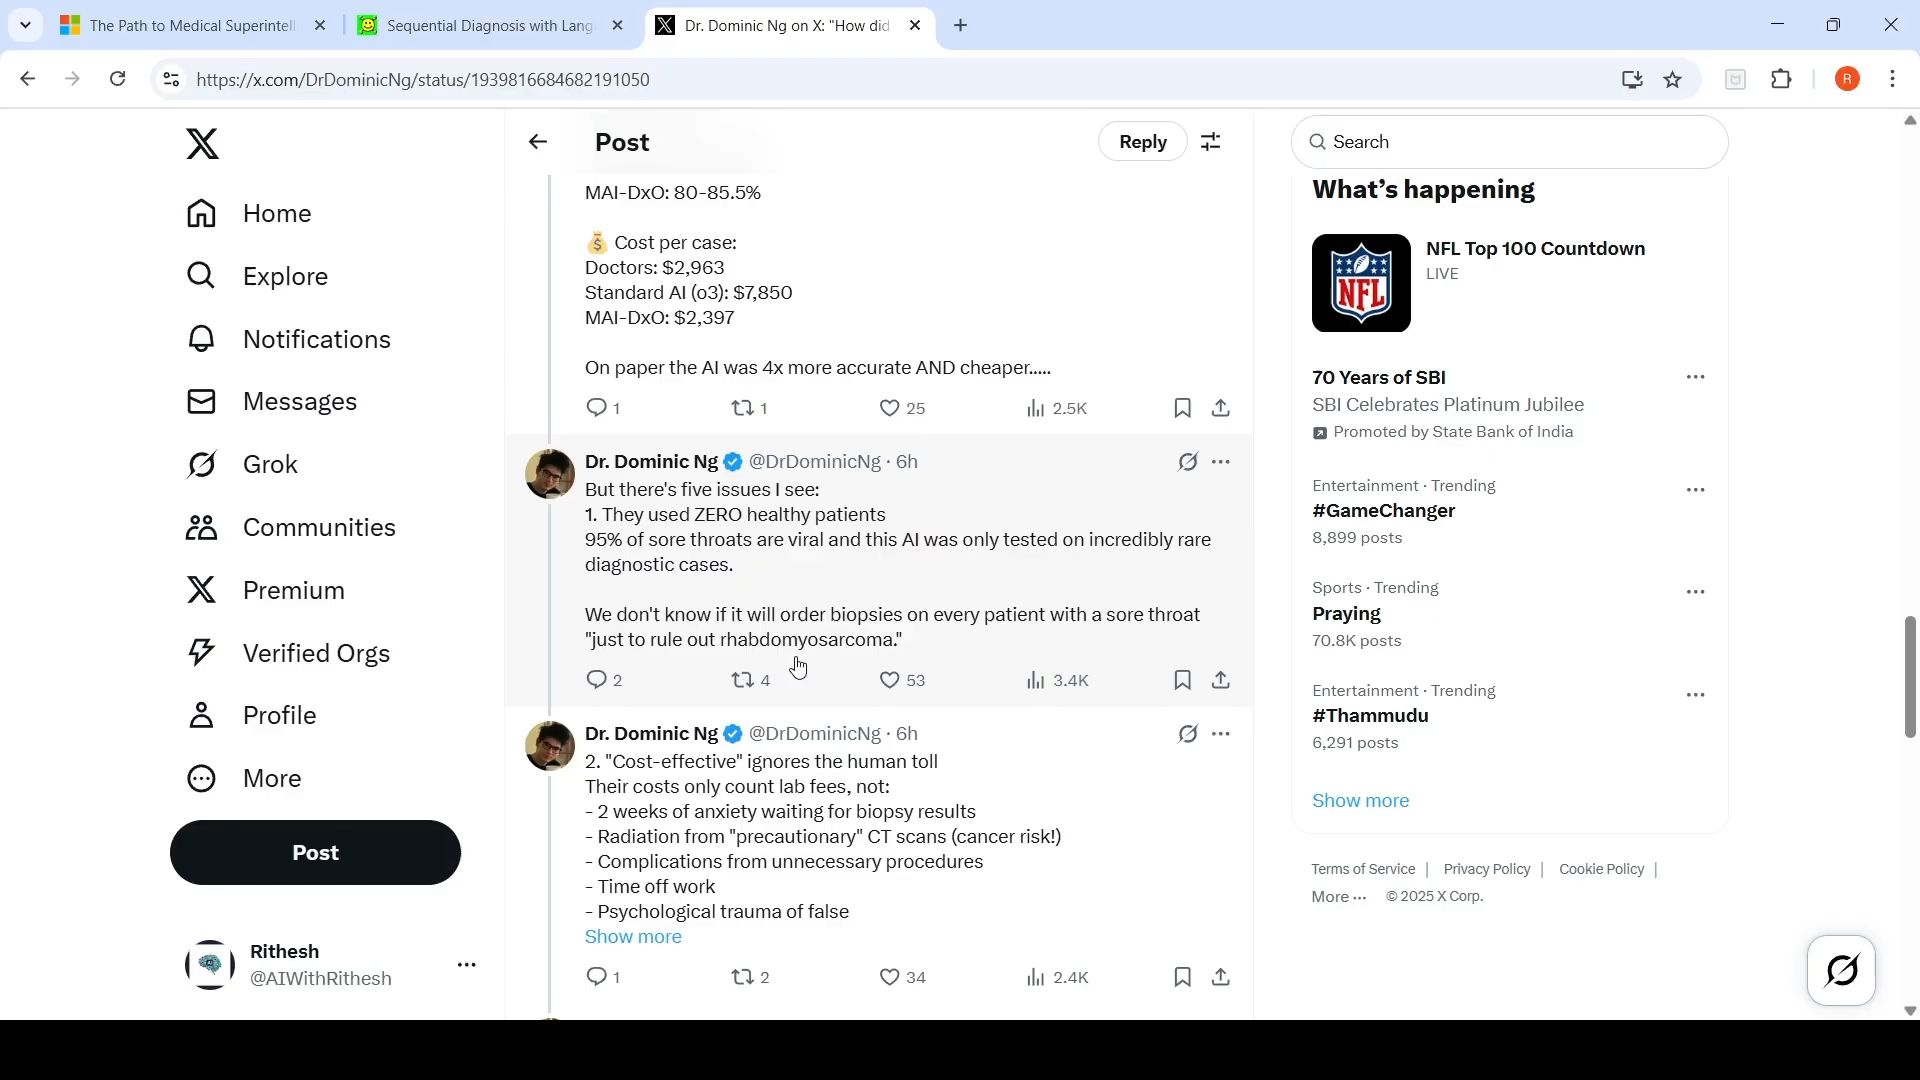 The Path to Medical Superintell
Sequential Diagnosis with Lang
Dr. Dominic Ng on X: "How did
https://x.com/DrDominicNg/status/1939816684682191050
R
Home
Explore
Notifications
Messages
Grok
Communities
Premium
Verified Orgs
Profile
More
Post
Rithesh
@AIWithRithesh
Post
Reply
MAI-DxO: 80-85.5%
💰 Cost per case:
Doctors: $2,963
Standard AI (o3): $7,850
MAI-DxO: $2,397
On paper the AI was 4x more accurate AND cheaper.....
1 1 25 2.5K
Dr. Dominic Ng @DrDominicNg · 6h
But there's five issues I see:
1. They used ZERO healthy patients
95% of sore throats are viral and this AI was only tested on incredibly rare
diagnostic cases.
We don't know if it will order biopsies on every patient with a sore throat
"just to rule out rhabdomyosarcoma."
2 4 53 3.4K
Dr. Dominic Ng @DrDominicNg · 6h
2. "Cost-effective" ignores the human toll
Their costs only count lab fees, not:
- 2 weeks of anxiety waiting for biopsy results
- Radiation from "precautionary" CT scans (cancer risk!)
- Complications from unnecessary procedures
- Time off work
- Psychological trauma of false
Show more
1 2 34 2.4K
Search
What's happening
NFL
NFL Top 100 Countdown
LIVE
70 Years of SBI
SBI Celebrates Platinum Jubilee
Promoted by State Bank of India
Entertainment · Trending
#GameChanger
8,899 posts
Sports · Trending
Praying
70.8K posts
Entertainment · Trending
#Thammudu
6,291 posts
Show more
Terms of Service | Privacy Policy | Cookie Policy |
More ··· © 2025 X Corp.